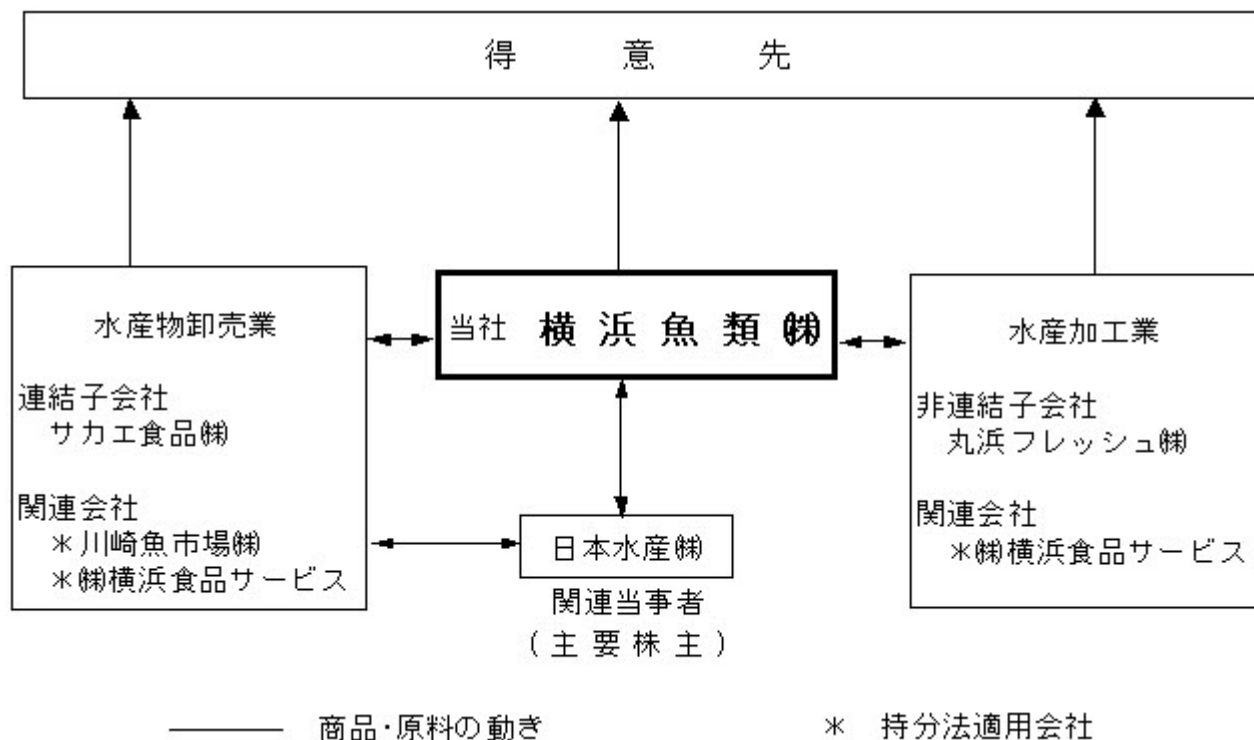 得意先
水産物卸売業
連結子会社
サカエ食品㈱
関連会社
＊川崎魚市場㈱
＊㈱横浜食品サービス
当社 横浜魚類㈱
日本水産㈱
関連当事者
(主要株主)
水産加工業
非連結子会社
丸浜フレッシュ㈱
関連会社
＊㈱横浜食品サービス
商品・原料の動き
＊ 持分法適用会社